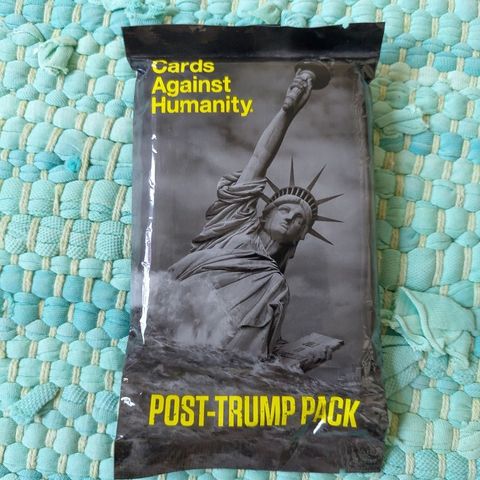 Cards
Against
Humanity.
POST-TRUMP PACK